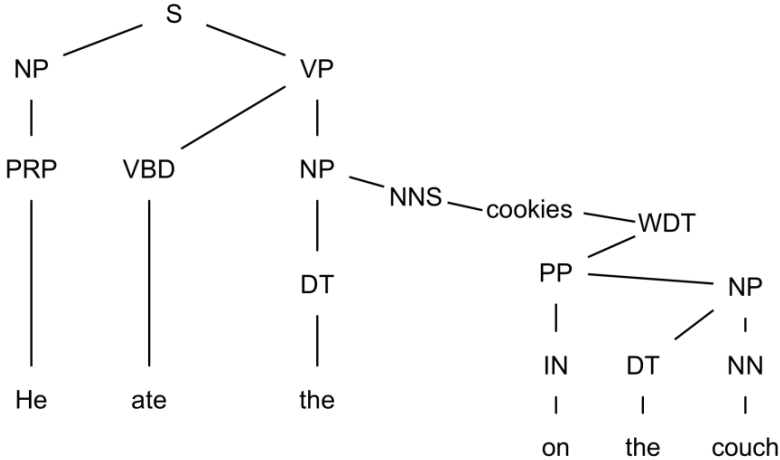 S
NP VP
PRP VBD NP NNS cookies WDT
DT PP NP
IN DT NN
He ate the
on the couch